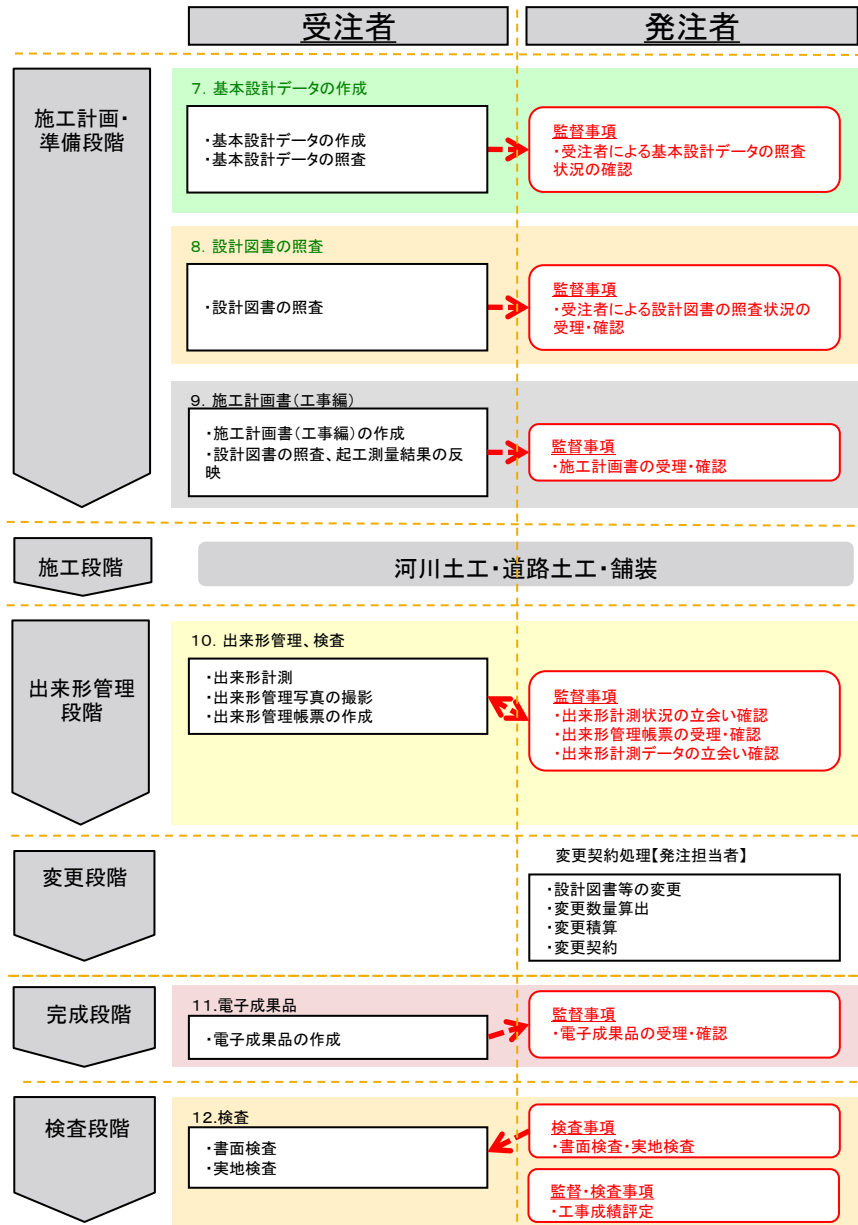 受注者
発注者
施工計画・
準備段階
７．基本設計データの作成
・基本設計データの作成
・基本設計データの照査
監督事項
・受注者による基本設計データの照査
状況の確認
８．設計図書の照査
・設計図書の照査
監督事項
・受注者による設計図書の照査状況の
受理・確認
９．施工計画書（工事編）
・施工計画書（工事編）の作成
・設計図書の照査、起工測量結果の反
映
監督事項
・施工計画書の受理・確認
施工段階
河川土工・道路土工・舗装
出来形管理
段階
１０．出来形管理、検査
・出来形計測
・出来形管理写真の撮影
・出来形管理帳票の作成
監督事項
・出来形計測状況の立会い確認
・出来形管理帳票の受理・確認
・出来形計測データの立会い確認
変更段階
変更契約処理【発注担当者】
・設計図書等の変更
・変更数量算出
・変更積算
・変更契約
完成段階
１１.電子成果品
・電子成果品の作成
監督事項
・電子成果品の受理・確認
検査段階
１２.検査
・書面検査
・実地検査
検査事項
・書面検査・実地検査
監督・検査事項
・工事成績評定